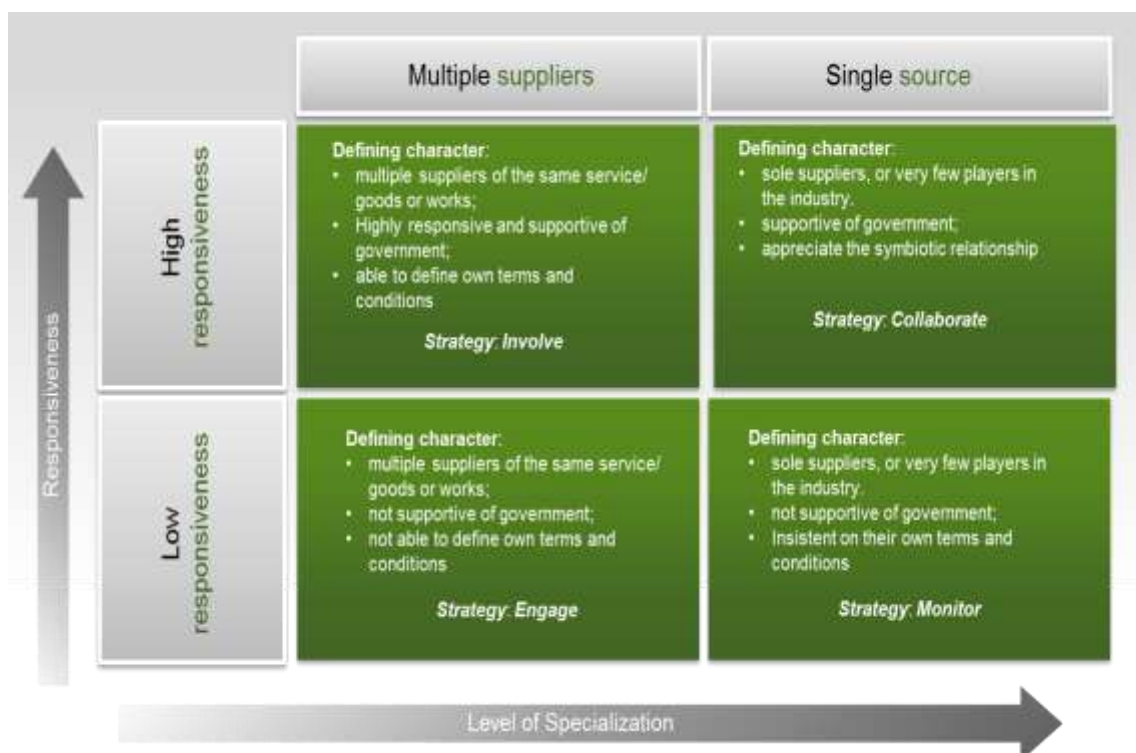 Multiple suppliers
Single source
Responsiveness
High
responsiveness
Defining character:
• multiple suppliers of the same service/
goods or works;
• Highly responsive and supportive of
government;
• able to define own terms and
conditions
Strategy: Involve
Defining character:
• sole suppliers, or very few players in
the industry.
• supportive of government;
• appreciate the symbiotic relationship
Strategy: Collaborate
Low
responsiveness
Defining character:
• multiple suppliers of the same service/
goods or works;
• not supportive of government;
• not able to define own terms and
conditions
Strategy: Engage
Defining character:
• sole suppliers, or very few players in
the industry.
• not supportive of government;
• Insistent on their own terms and
conditions
Strategy: Monitor
Level of Specialization